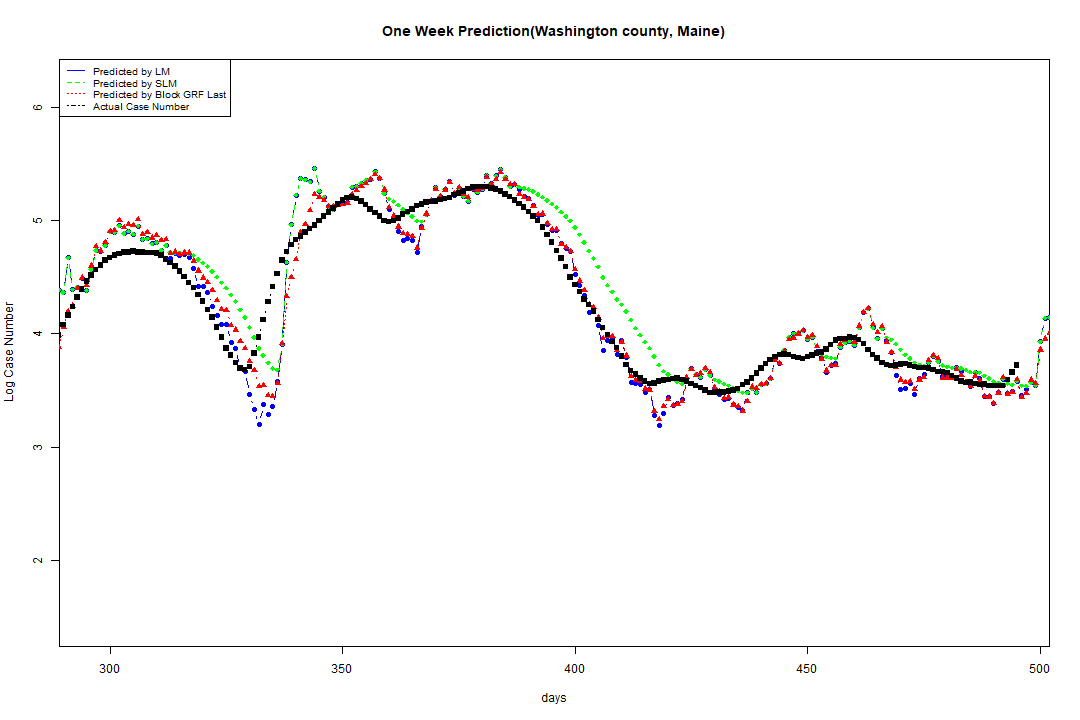 One Week Prediction(Washington county, Maine)
Predicted by LM
Predicted by SLM
Predicted by Block GRF Last
Actual Case Number
6
5
4
3
2
Log Case Number
300 350 400 450 500
days